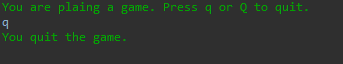 You are plaing a game. Press q or Q to quit.
q
You quit the game.